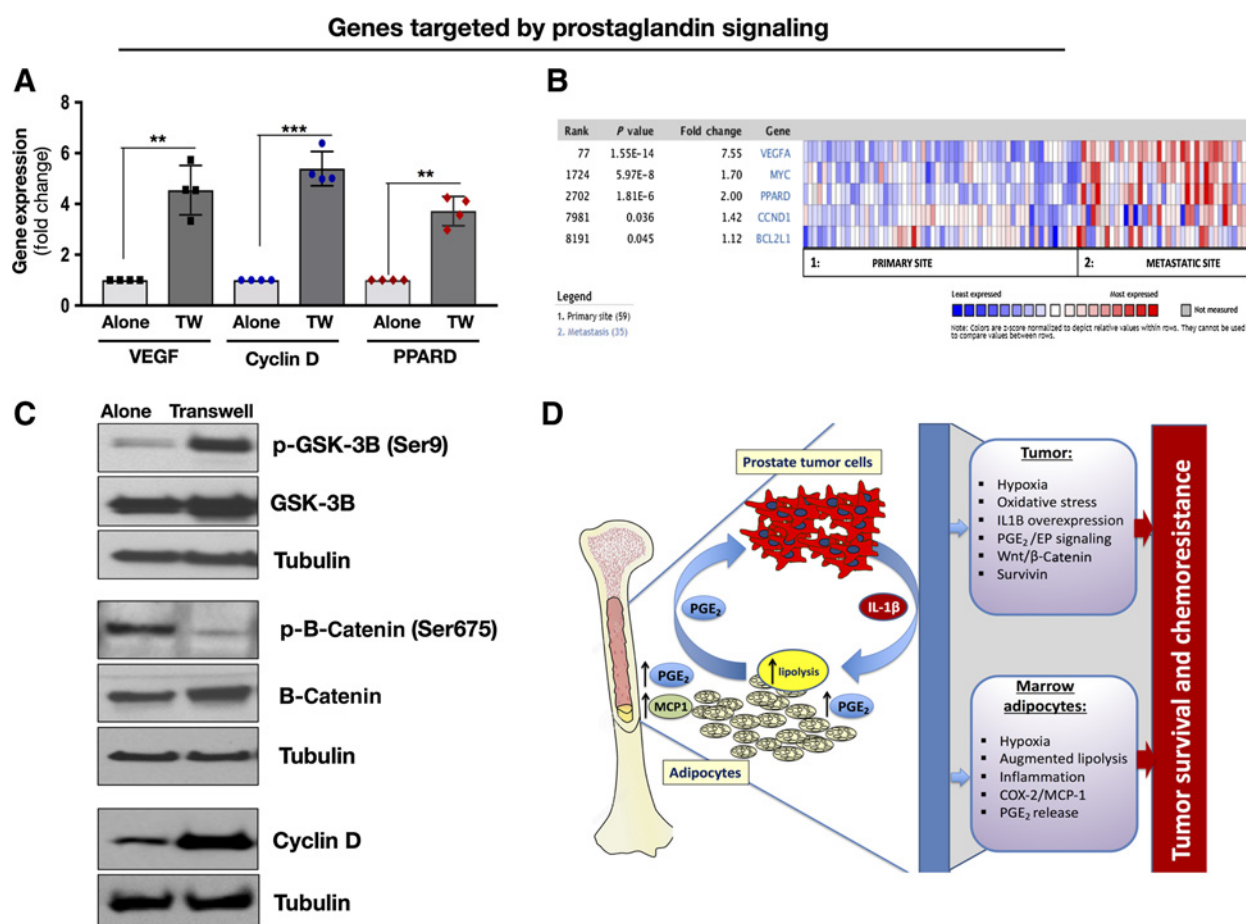 Genes targeted by prostaglandin signaling
A
Gene expression
(fold change)
8
6
4
2
0
**
***
**
Alone TW Alone TW Alone TW
VEGF Cyclin D PPARD
B
Rank P value Fold change Gene
77 1.55E–14 7.55 VEGFA
1724 5.97E–8 1.70 MYC
2702 1.81E–6 2.00 PPARD
7981 0.036 1.42 CCND1
8191 0.045 1.12 BCL2L1
1: PRIMARY SITE 2: METASTATIC SITE
Legend
1. Primary site (59)
2. Metastasis (35)
Least expressed Most expressed
Not measured
Note: Colors are z-score normalized to depict relative values within rows. They cannot be used
to compare values between rows.
C
Alone Transwell
p-GSK-3B (Ser9)
GSK-3B
Tubulin
p-B-Catenin (Ser675)
B-Catenin
Tubulin
Cyclin D
Tubulin
D
Prostate tumor cells
PGE2
IL-1β
lipolysis
PGE2
MCP1
PGE2
Adipocytes
Tumor:
▪ Hypoxia
▪ Oxidative stress
▪ IL1B overexpression
▪ PGE2/EP signaling
▪ Wnt/β-Catenin
▪ Survivin
Marrow
adipocytes:
▪ Hypoxia
▪ Augmented lipolysis
▪ Inflammation
▪ COX-2/MCP-1
▪ PGE2 release
Tumor survival and chemoresistance